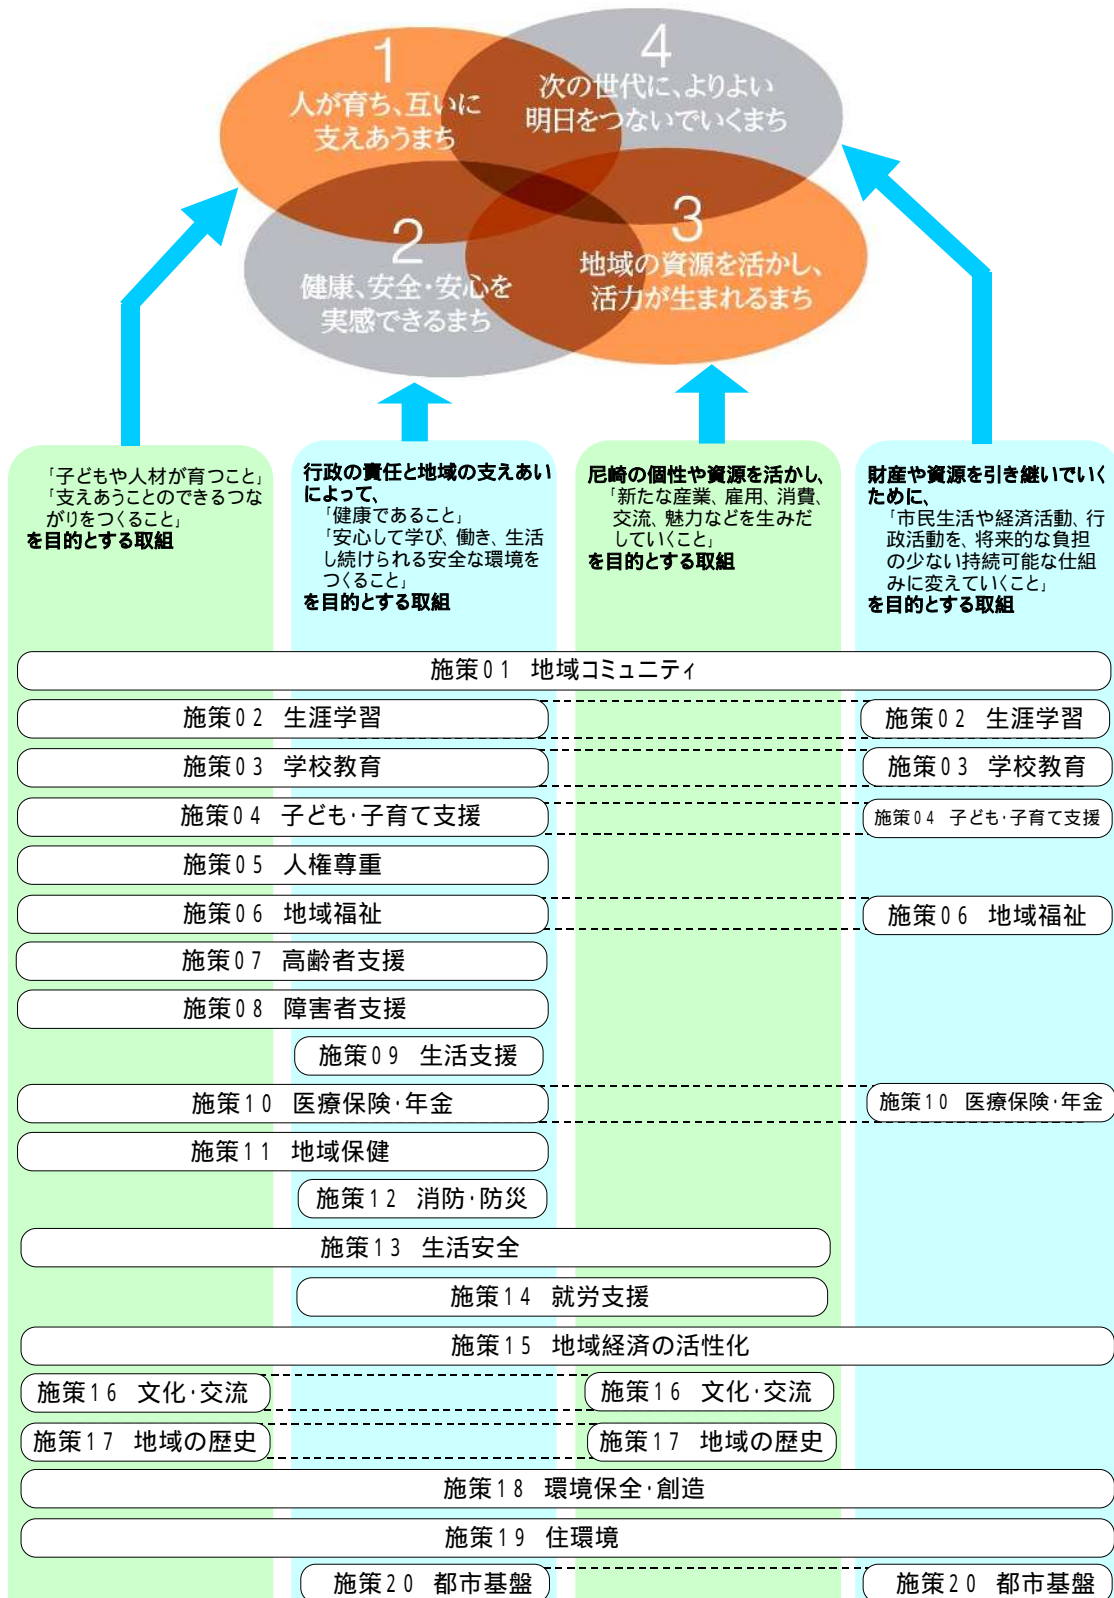 1
人が育ち、互いに
支えあうまち
4
次の世代に、よりよい
明日をつないでいくまち
2
健康、安全・安心を
実感できるまち
3
地域の資源を活かし、
活力が生まれるまち
「子どもや人材が育つこと」
「支えあうことのできるつな
がりをつくること」
を目的とする取組
行政の責任と地域の支えあい
によって、
「健康であること」
「安心して学び、働き、生活
し続けられる安全な環境を
つくること」
を目的とする取組
尼崎の個性や資源を活かし、
「新たな産業、雇用、消費、
交流、魅力などを生みだ
していくこと」
を目的とする取組
財産や資源を引き継いでいく
ために、
「市民生活や経済活動、行
政活動を、将来的な負担
の少ない持続可能な仕組
みに変えていくこと」
を目的とする取組
施策01 地域コミュニティ
施策02 生涯学習
施策02 生涯学習
施策03 学校教育
施策03 学校教育
施策04 子ども・子育て支援
施策04 子ども・子育て支援
施策05 人権尊重
施策06 地域福祉
施策06 地域福祉
施策07 高齢者支援
施策08 障害者支援
施策09 生活支援
施策10 医療保険・年金
施策10 医療保険・年金
施策11 地域保健
施策12 消防・防災
施策13 生活安全
施策14 就労支援
施策15 地域経済の活性化
施策16 文化・交流
施策16 文化・交流
施策17 地域の歴史
施策17 地域の歴史
施策18 環境保全・創造
施策19 住環境
施策20 都市基盤
施策20 都市基盤